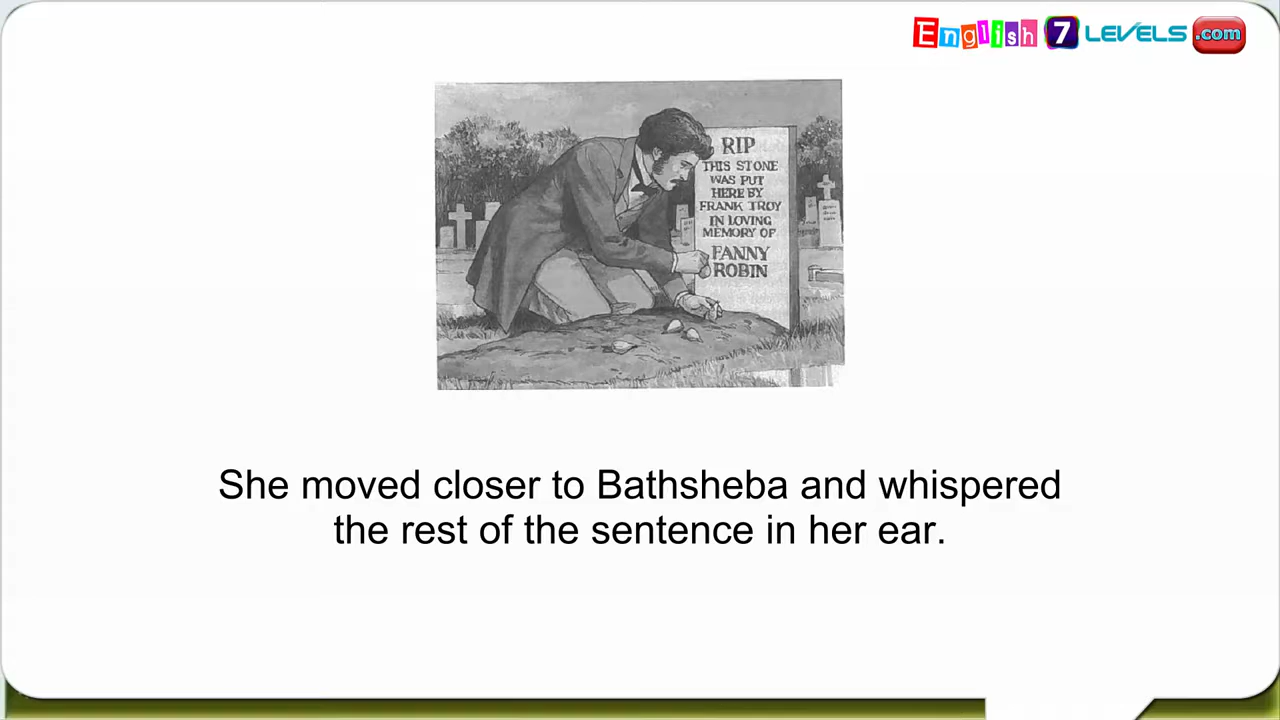 English 7 LEVELS .com
RIP
THIS STONE
WAS PUT
HERE BY
FRANK TROY
IN LOVING
MEMORY OF
FANNY
ROBIN
She moved closer to Bathsheba and whispered
the rest of the sentence in her ear.